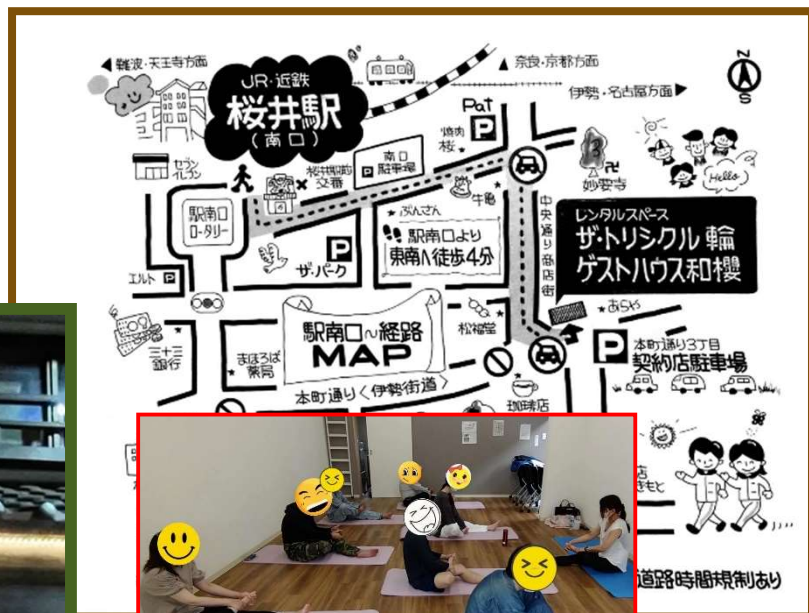 難波・天王寺方面
奈良・京都方面
伊勢・名古屋方面
N
S
JR・近鉄
桜井駅
(南口)
Pat
P
焼肉
桜
セブン
イレブン
桜井駅前
交番
南口
P 駐車場
牛亀
妙要寺
Hello
駅南口
ロータリー
ぶんさん
駅南口より
東南へ徒歩4分
中央通り商店街
レンタルスペース
ザ・トリシクル 輪
ゲストハウス和櫻
P
ザ・パーク
エルト P
あらや
三十三
銀行
まほろば
薬局
駅南口~経路
MAP
松福堂
P
本町通り3丁目
契約店駐車場
本町通り〈伊勢街道〉
珈琲店
店
きもと
道路時間規制あり